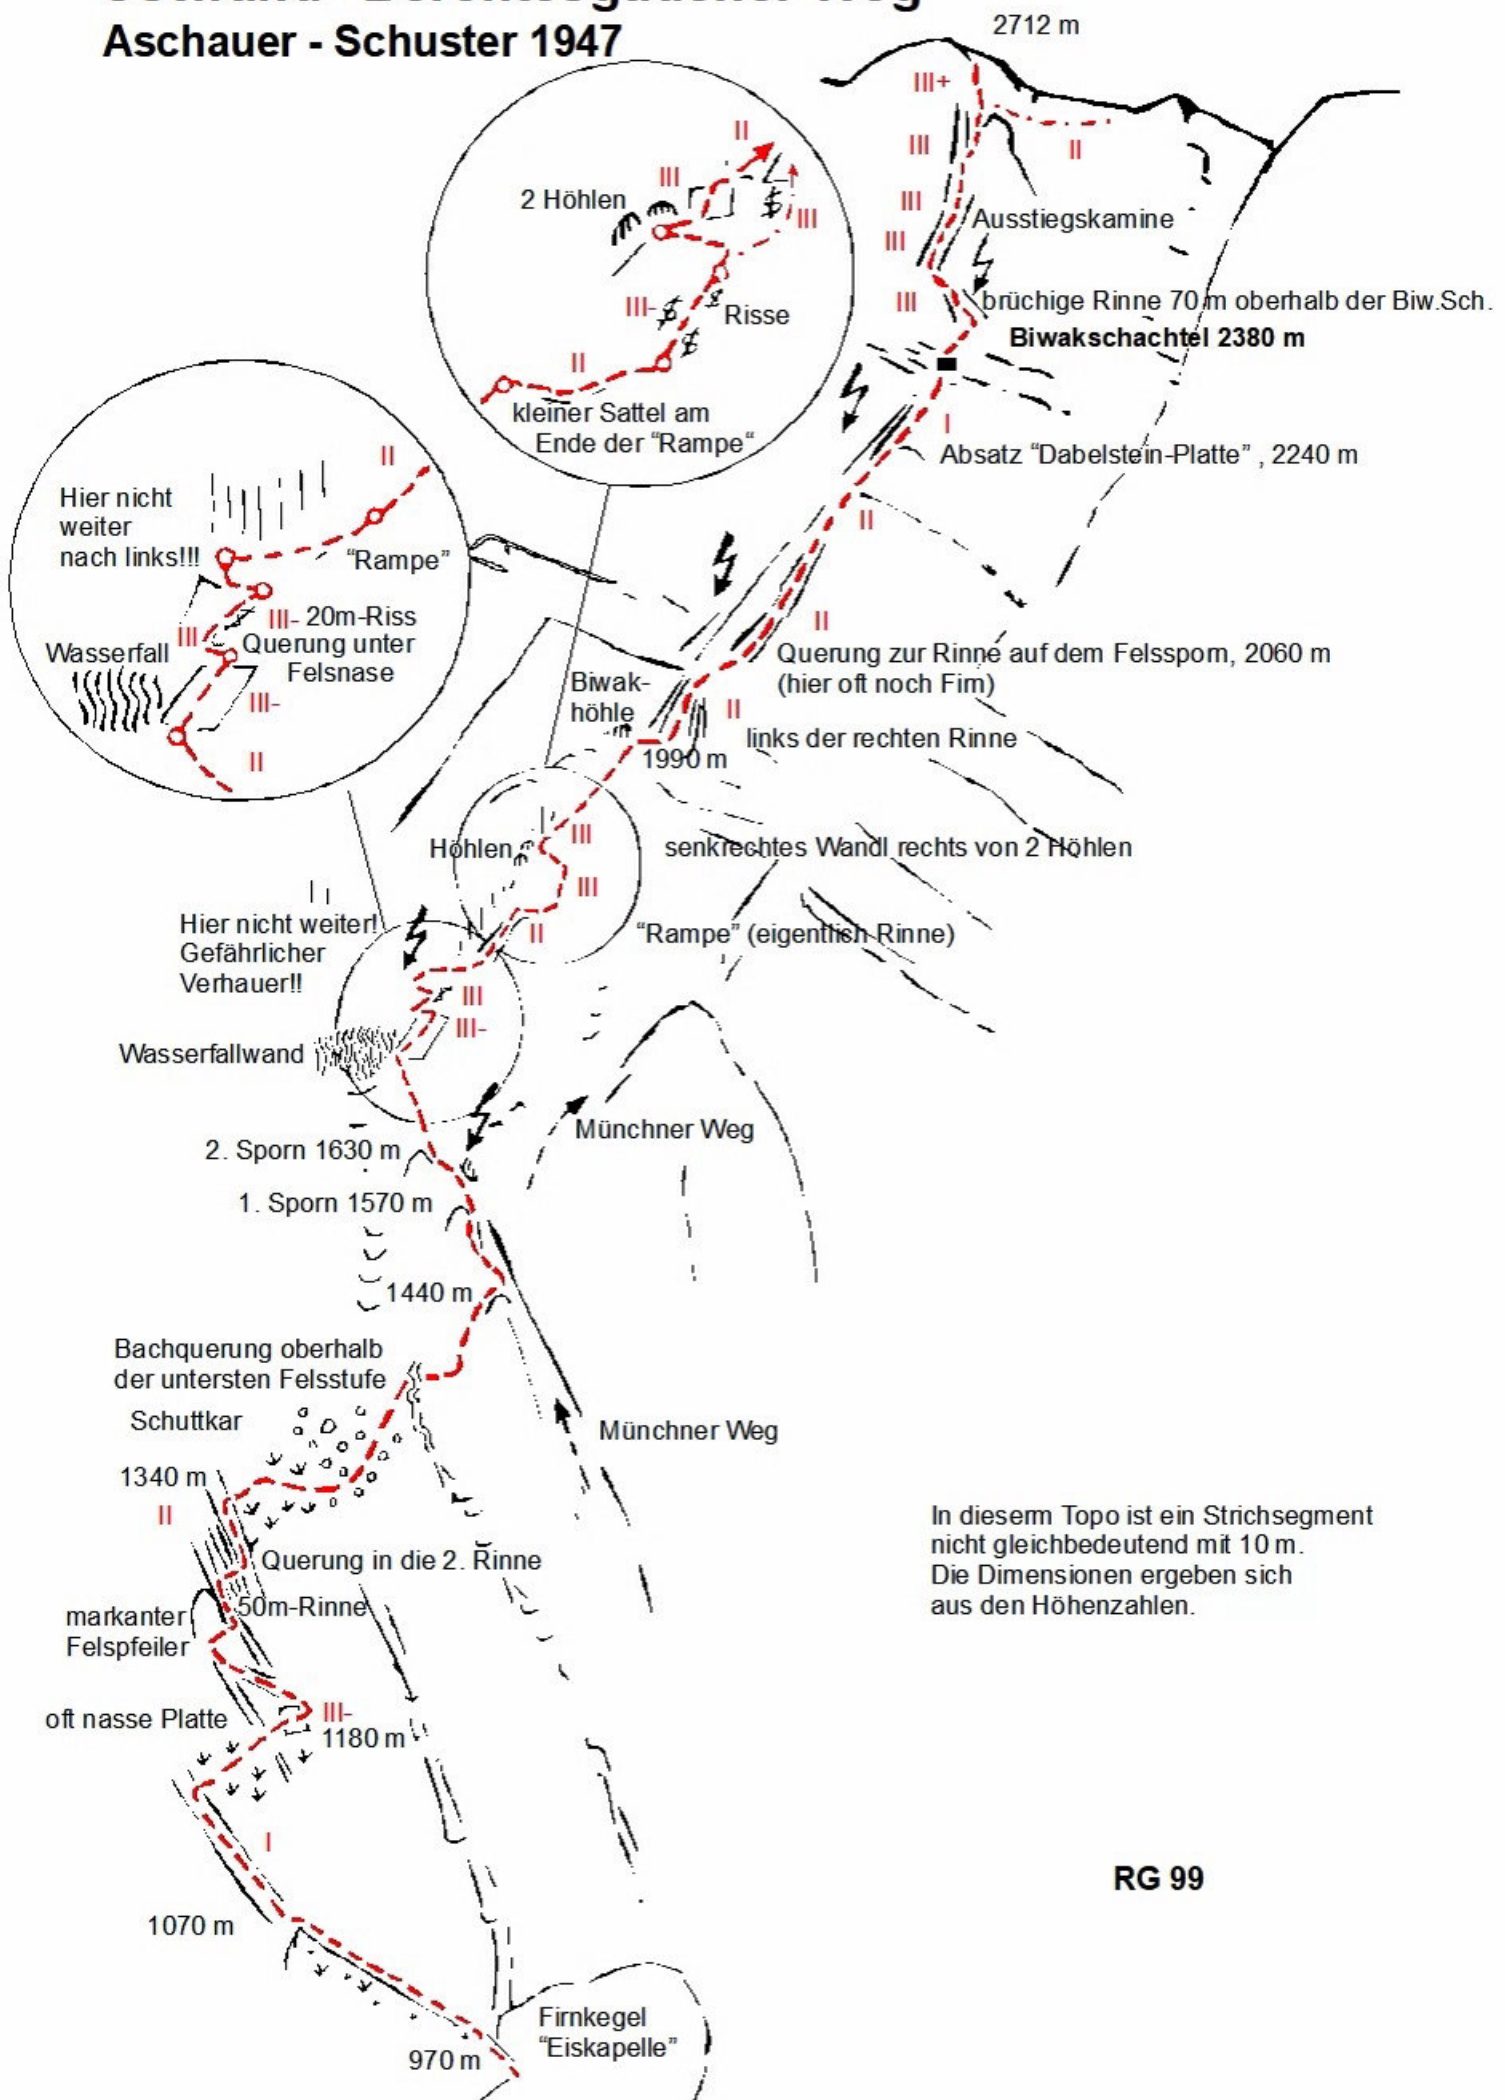 Aschauer - Schuster 1947
2712 m
III+
III
II
III
Ausstiegskamine
III
III
brüchige Rinne 70 m oberhalb der Biw.Sch.
Biwakschachtel 2380 m
I
Absatz "Dabelstein-Platte" , 2240 m
II
II
Querung zur Rinne auf dem Felssporn, 2060 m
(hier oft noch Firn)
II
links der rechten Rinne
Biwak-
höhle
1990 m
II
III
2 Höhlen
III
III-
Risse
II
kleiner Sattel am
Ende der “Rampe“
II
Hier nicht
weiter
nach links!!!
“Rampe”
III- 20m-Riss
III
Querung unter
Felsnase
Wasserfall
III-
II
Höhlen
III
senkrechtes Wandl rechts von 2 Höhlen
III
II
“Rampe” (eigentlich Rinne)
Hier nicht weiter!
Gefährlicher
Verhauer!!
III
III-
Wasserfallwand
Münchner Weg
2. Sporn 1630 m
1. Sporn 1570 m
1440 m
Bachquerung oberhalb
der untersten Felsstufe
Schuttkar
Münchner Weg
1340 m
II
Querung in die 2. Rinne
50m-Rinne
markanter
Felspfeiler
oft nasse Platte
III-
1180 m
I
1070 m
Firnkegel
“Eiskapelle”
970 m
In dieserm Topo ist ein Strichsegment
nicht gleichbedeutend mit 10 m.
Die Dimensionen ergeben sich
aus den Höhenzahlen.
RG 99